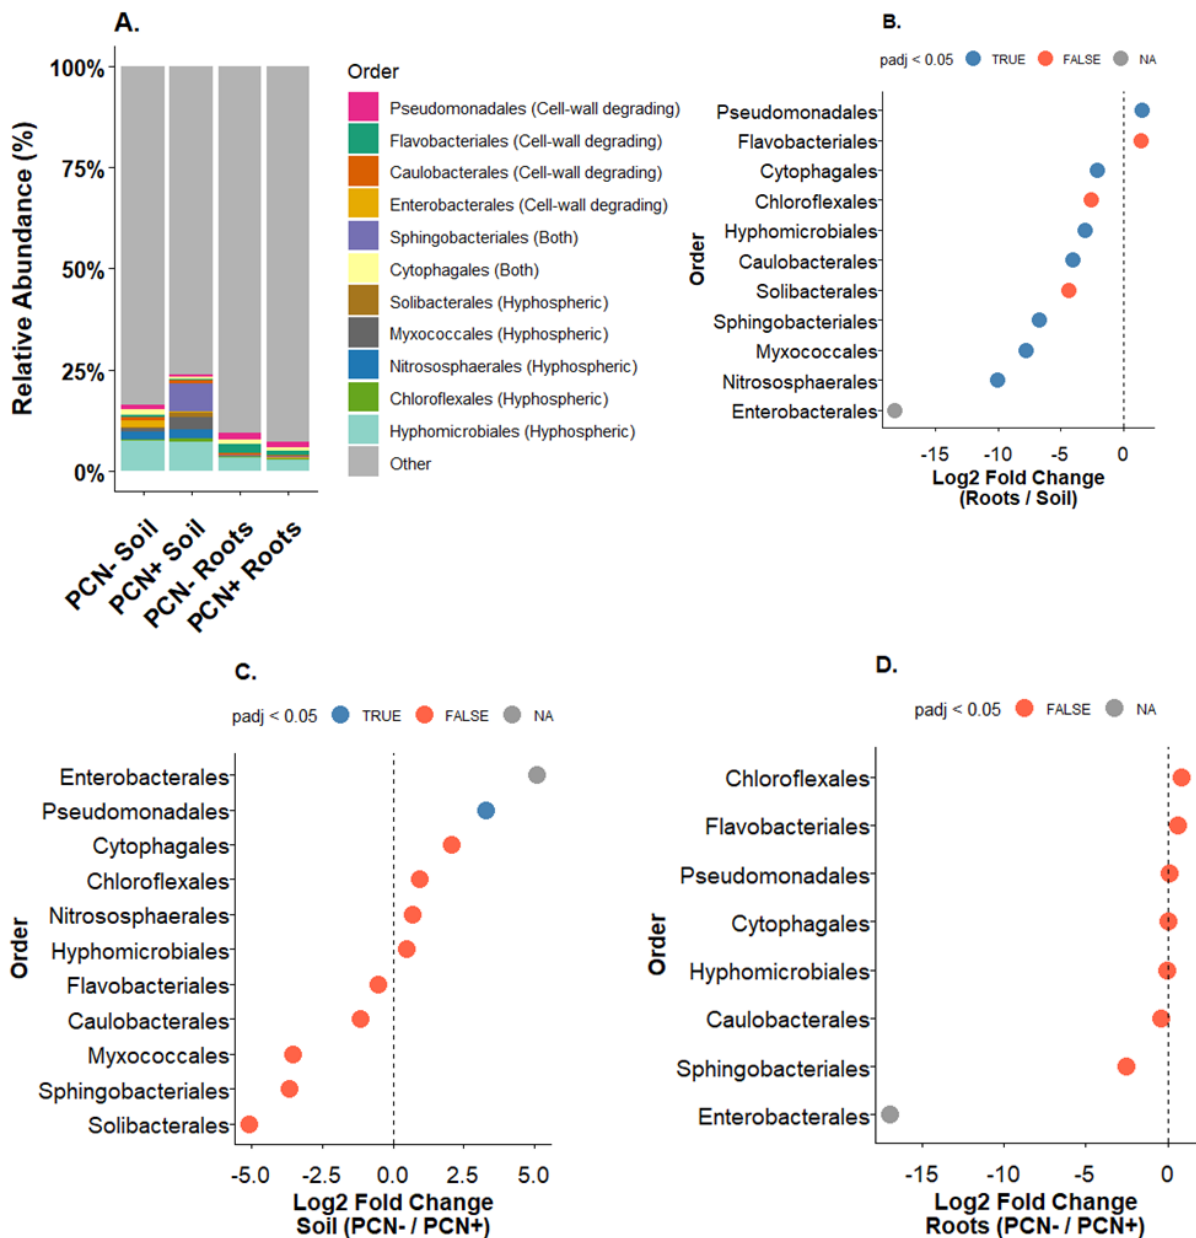 A.
Relative Abundance (%)
100%
75%
50%
25%
0%
PCN- Soil
PCN+ Soil
PCN- Roots
PCN+ Roots
Order
Pseudomonadales (Cell-wall degrading)
Flavobacteriales (Cell-wall degrading)
Caulobacterales (Cell-wall degrading)
Enterobacterales (Cell-wall degrading)
Sphingobacteriales (Both)
Cytophagales (Both)
Solibacterales (Hyphospheric)
Myxococcales (Hyphospheric)
Nitrososphaerales (Hyphospheric)
Chloroflexales (Hyphospheric)
Hyphomicrobiales (Hyphospheric)
Other
B.
padj < 0.05 TRUE FALSE NA
Order
Pseudomonadales
Flavobacteriales
Cytophagales
Chloroflexales
Hyphomicrobiales
Caulobacterales
Solibacterales
Sphingobacteriales
Myxococcales
Nitrososphaerales
Enterobacterales
-15 -10 -5 0
Log2 Fold Change
(Roots / Soil)
C.
padj < 0.05 TRUE FALSE NA
Order
Enterobacterales
Pseudomonadales
Cytophagales
Chloroflexales
Nitrososphaerales
Hyphomicrobiales
Flavobacteriales
Caulobacterales
Myxococcales
Sphingobacteriales
Solibacterales
-5.0 -2.5 0.0 2.5 5.0
Log2 Fold Change
Soil (PCN- / PCN+)
D.
padj < 0.05 FALSE NA
Order
Chloroflexales
Flavobacteriales
Pseudomonadales
Cytophagales
Hyphomicrobiales
Caulobacterales
Sphingobacteriales
Enterobacterales
-15 -10 -5 0
Log2 Fold Change
Roots (PCN- / PCN+)